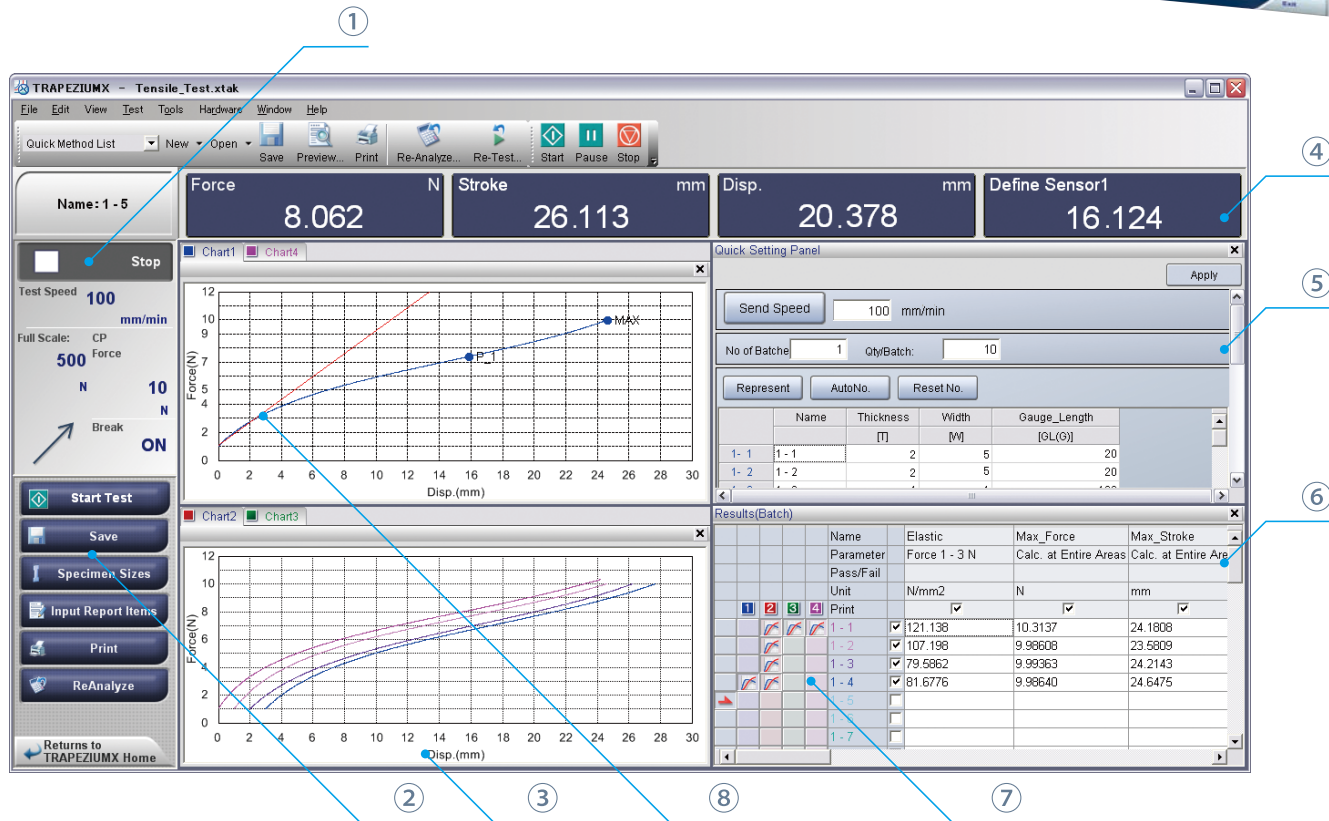 Exit
①
TRAPEZIUMX - Tensile_Test.xtak
File Edit View Test Tools Hardware Window Help
Quick Method List New Open Save Preview... Print Re-Analyze... Re-Test... Start Pause Stop
④
Name: 1 - 5
Force N Stroke mm Disp. mm Define Sensor1
8.062 26.113 20.378 16.124
Stop
Test Speed 100
mm/min
Full Scale: CP
500 Force
N 10
N
Break
ON
Start Test
Save
Specimen Sizes
Input Report Items
Print
ReAnalyze
Returns to
TRAPEZIUMX Home
Chart1 Chart4
Force(N)
12
10
9
7
5
4
2
0
MAX
P_1
0 2 4 6 8 10 12 14 16 18 20 22 24 26 28 30
Disp.(mm)
Chart2 Chart3
Force(N)
12
10
8
6
4
2
0
0 2 4 6 8 10 12 14 16 18 20 22 24 26 28 30
Disp.(mm)
Quick Setting Panel
Apply
⑤
Send Speed 100 mm/min
No of Batche 1 Qty/Batch: 10
Represent AutoNo. Reset No.
Name Thickness Width Gauge_Length
[T] [W] [GL(G)]
1- 1 1 - 1 2 5 20
1- 2 1 - 2 2 5 20
⑥
Results(Batch)
Name Elastic Max_Force Max_Stroke
Parameter Force 1 - 3 N Calc. at Entire Areas Calc. at Entire Are
Pass/Fail
Unit N/mm2 N mm
1 2 3 4 Print
1 - 1 121.138 10.3137 24.1808
1 - 2 107.198 9.98608 23.5809
1 - 3 79.5862 9.99363 24.2143
1 - 4 81.6776 9.98640 24.6475
1 - 5
1 - 6
1 - 7
② ③ ⑧ ⑦